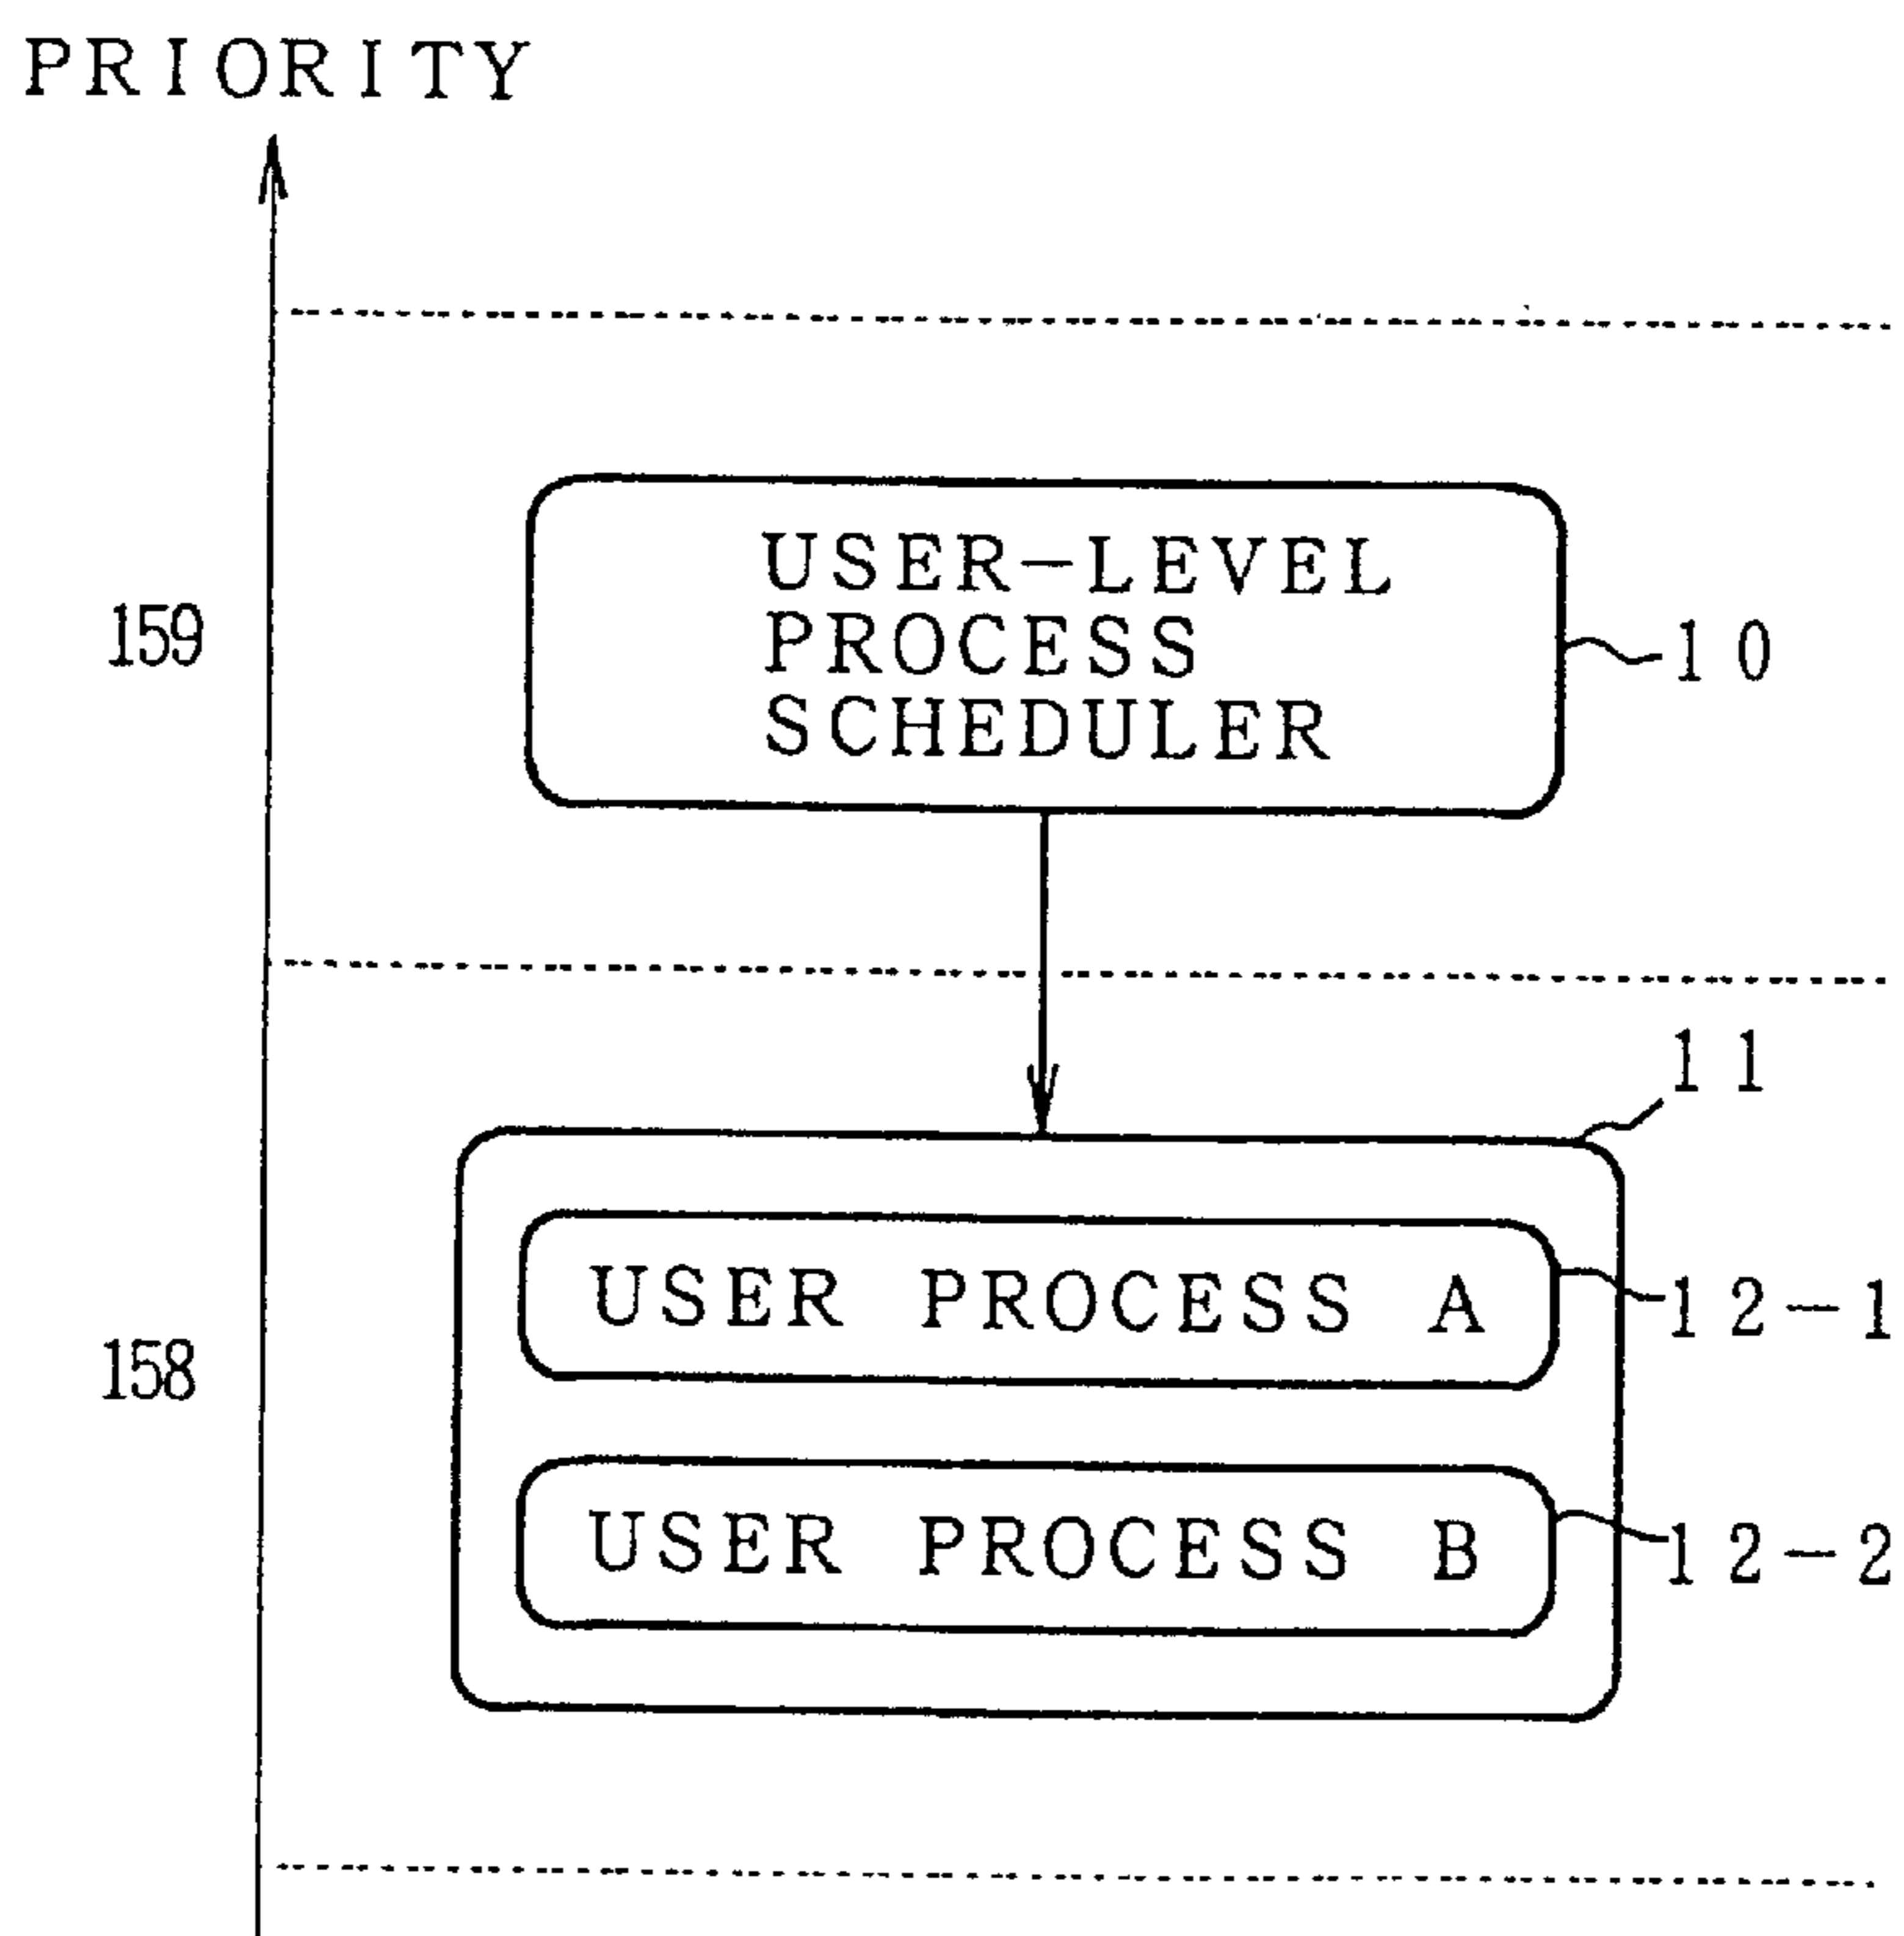 PRIORITY
USER-LEVEL
PROCESS
SCHEDULER
159
10
11
USER PROCESS A
12-1
158
USER PROCESS B
12-2